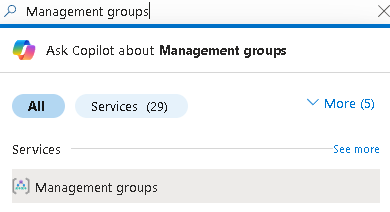 Management groups
Ask Copilot about Management groups
All Services (29) More (5)
Services See more
Management groups